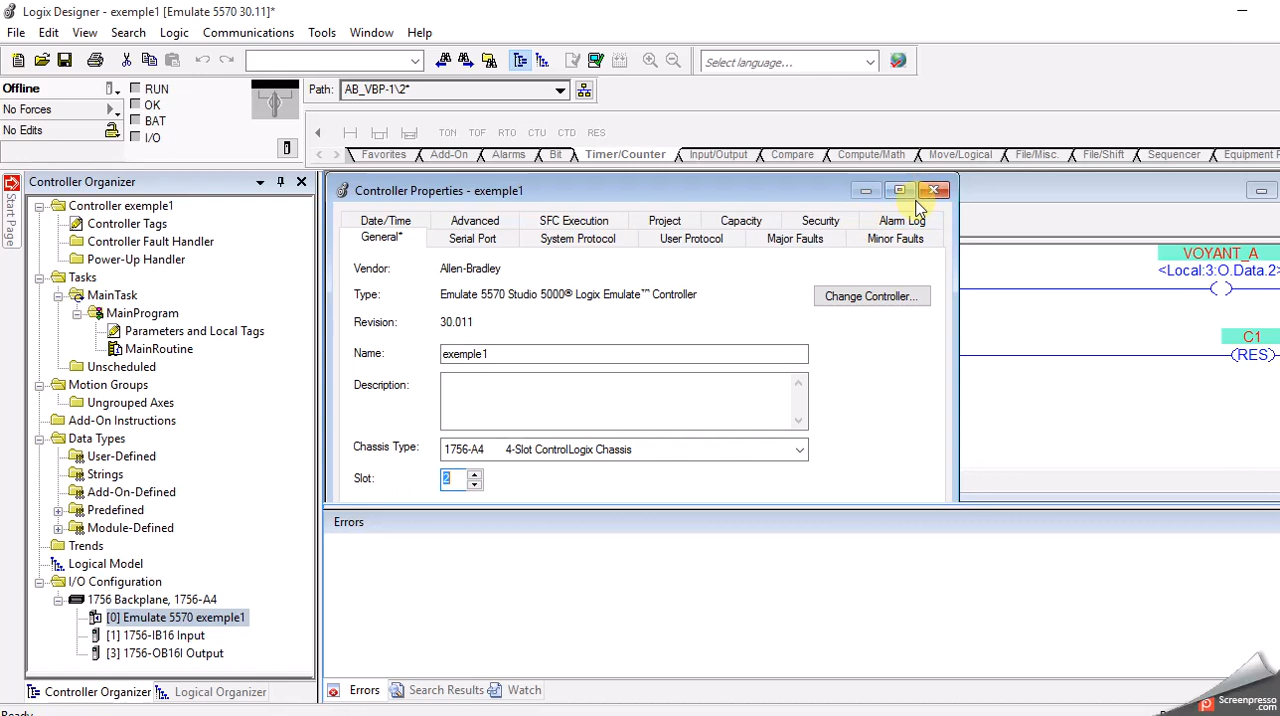 Logix Designer - exemple1 [Emulate 5570 30.11]*
File Edit View Search Logic Communications Tools Window Help
Select language...
Offline RUN Path: AB_VBP-1\2*
No Forces OK
No Edits BAT
I/O
TON TOF RTO CTU CTD RES
Favorites Add-On Alarms Bit Timer/Counter Input/Output Compare Compute/Math Move/Logical File/Misc. File/Shift Sequencer Equipment P
Start Page
Controller Organizer
Controller exemple1
Controller Tags
Controller Fault Handler
Power-Up Handler
Tasks
MainTask
MainProgram
Parameters and Local Tags
MainRoutine
Unscheduled
Motion Groups
Ungrouped Axes
Add-On Instructions
Data Types
User-Defined
Strings
Add-On-Defined
Predefined
Module-Defined
Trends
Logical Model
I/O Configuration
1756 Backplane, 1756-A4
[0] Emulate 5570 exemple1
[1] 1756-IB16 Input
[3] 1756-OB16I Output
Controller Organizer Logical Organizer
Controller Properties - exemple1
Date/Time Advanced SFC Execution Project Capacity Security Alarm Log
General* Serial Port System Protocol User Protocol Major Faults Minor Faults
Vendor: Allen-Bradley
Type: Emulate 5570 Studio 5000® Logix Emulate™ Controller Change Controller...
Revision: 30.011
Name: exemple1
Description:
Chassis Type: 1756-A4 4-Slot ControlLogix Chassis
Slot: 2
VOYANT_A
<Local:3:O.Data.2>
C1
RES
Errors
Errors Search Results Watch
Screenpresso
.com